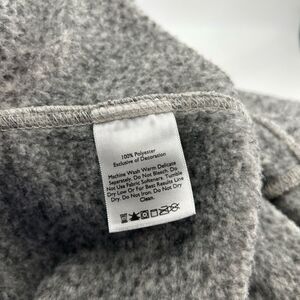 100% Polyester
Exclusive of Decoration
Machine Wash Warm Delicate
Separately. Do Not Bleach. Do
Not Use Fabric Softeners. Tumble
Dry Low Or For Best Results Line
Dry. Do Not Iron. Do Not Dry
Clean.